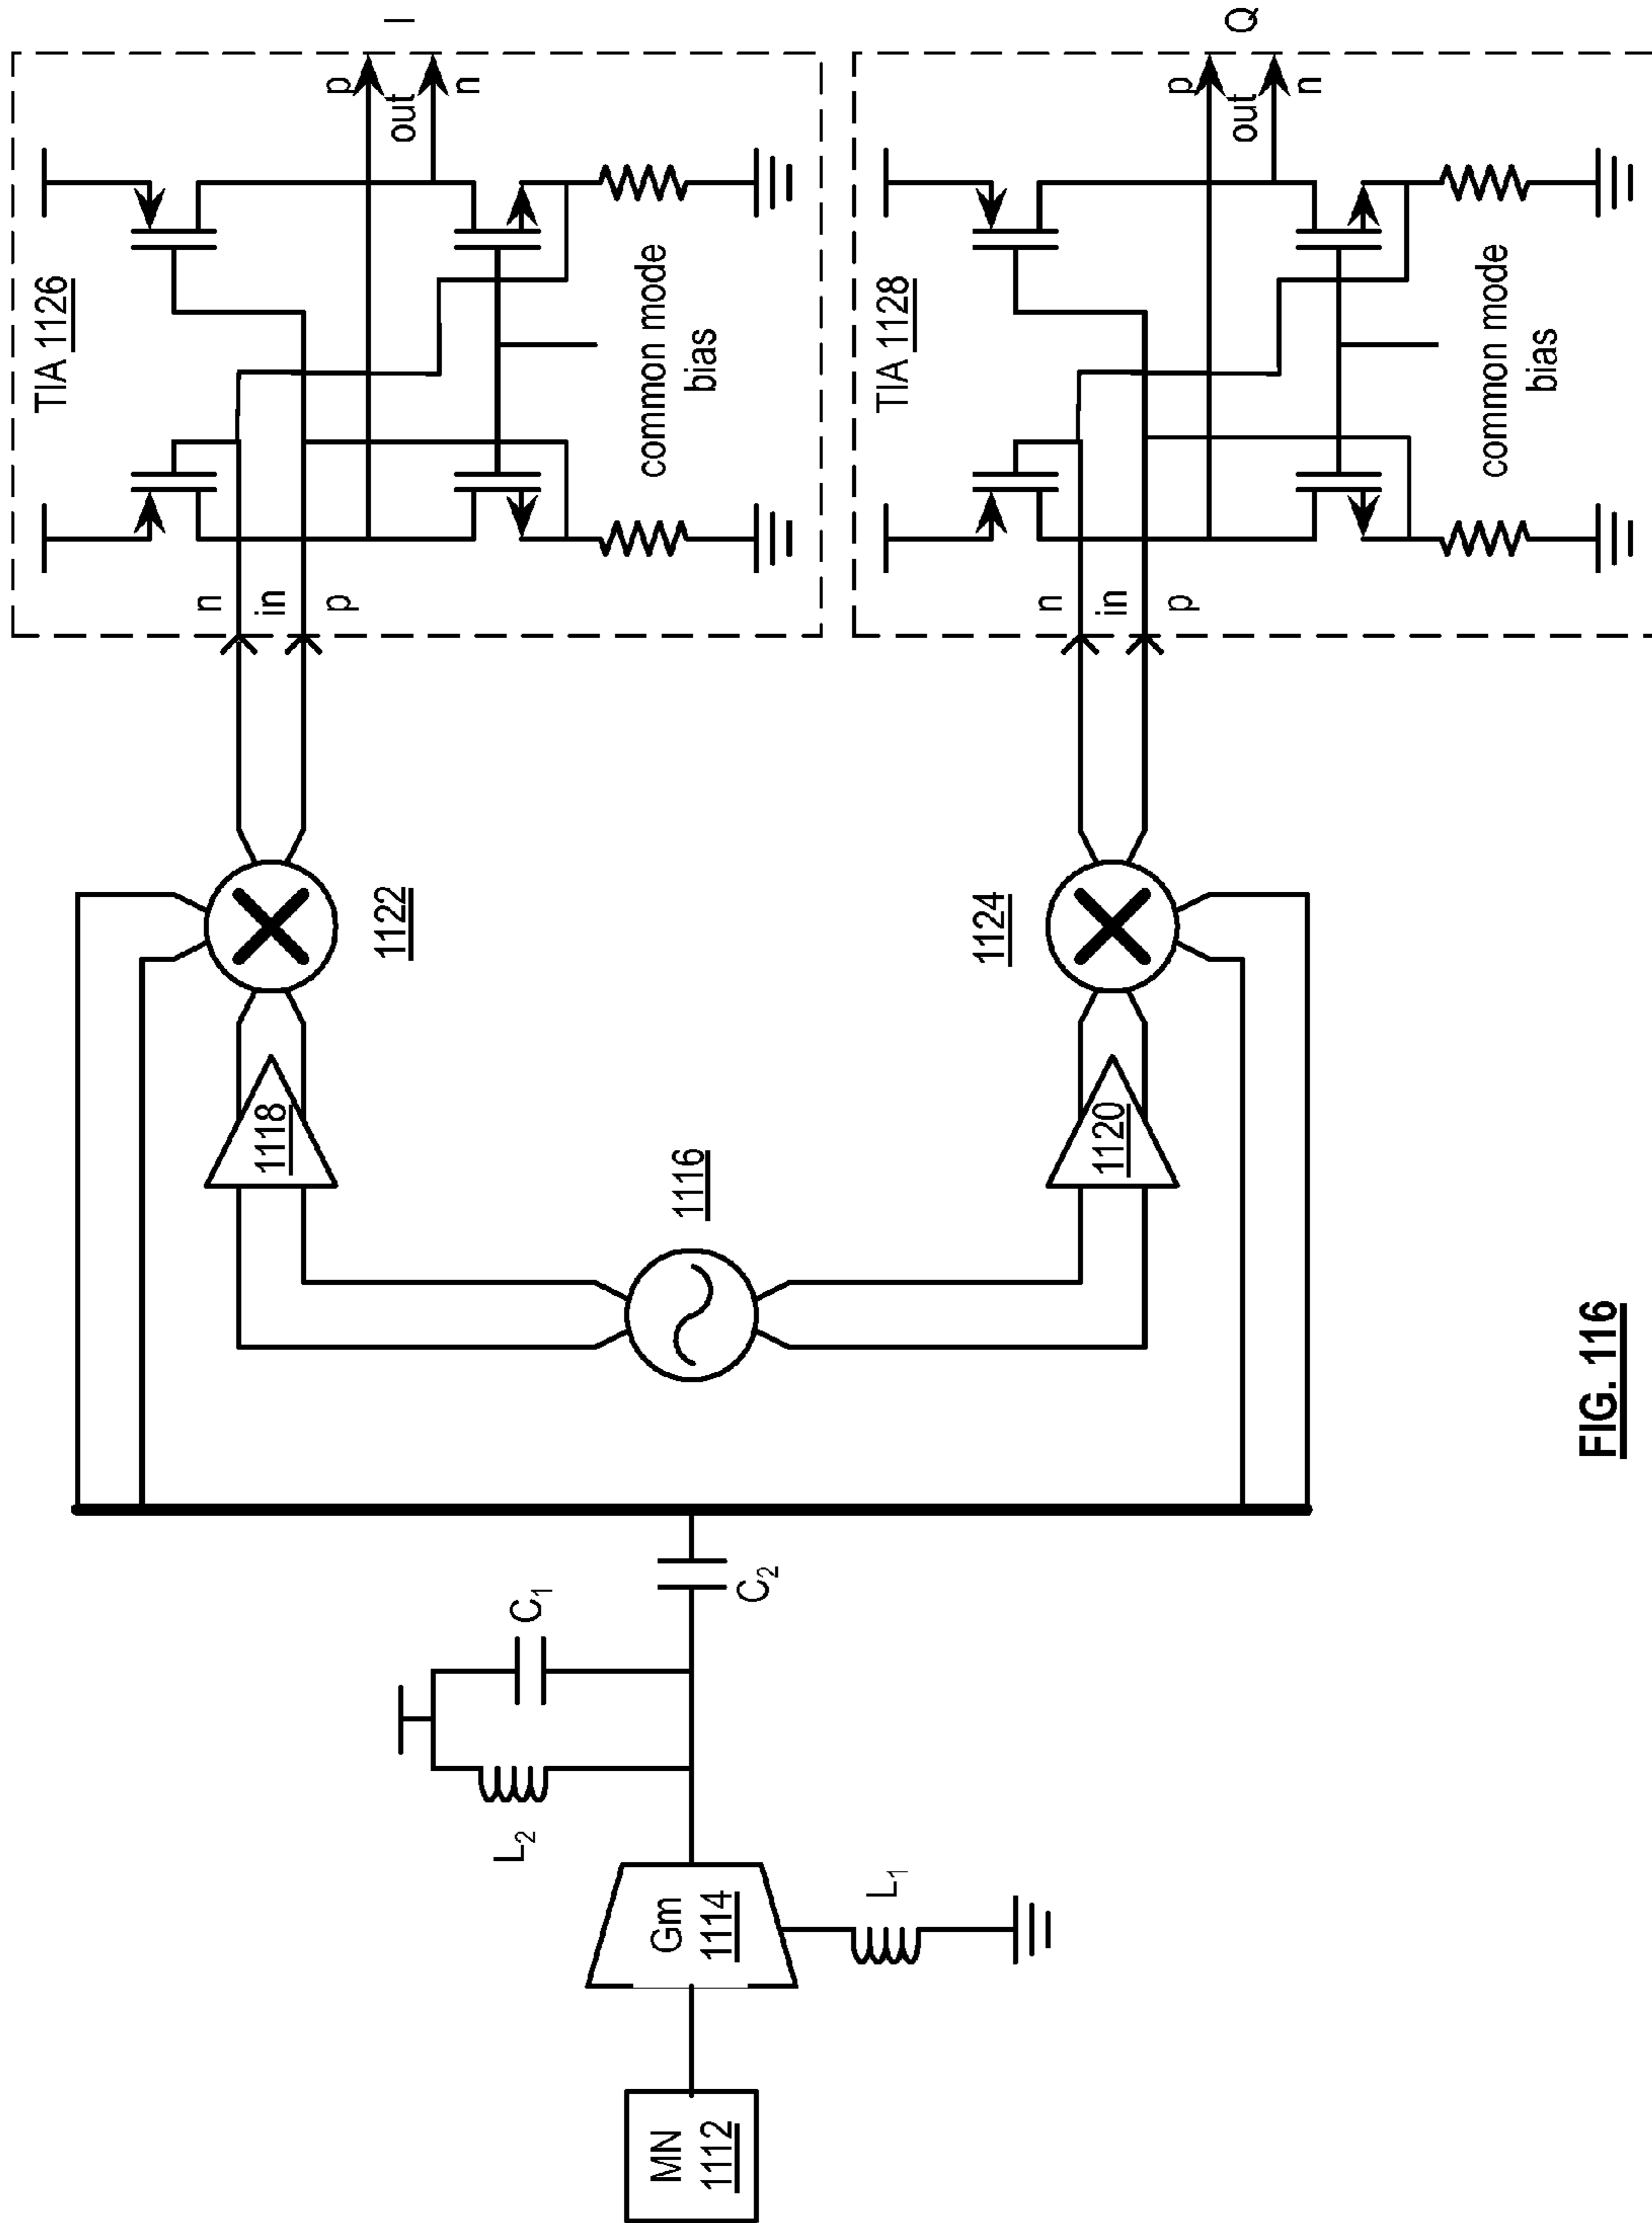 MN
1112
Gm
1114
L1
L2
C1
C2
1116
1118
1120
1122
1124
TIA 1126
n
in
p
common mode
bias
p
out
n
I
TIA 1128
n
in
p
common mode
bias
p
out
n
Q
FIG. 116